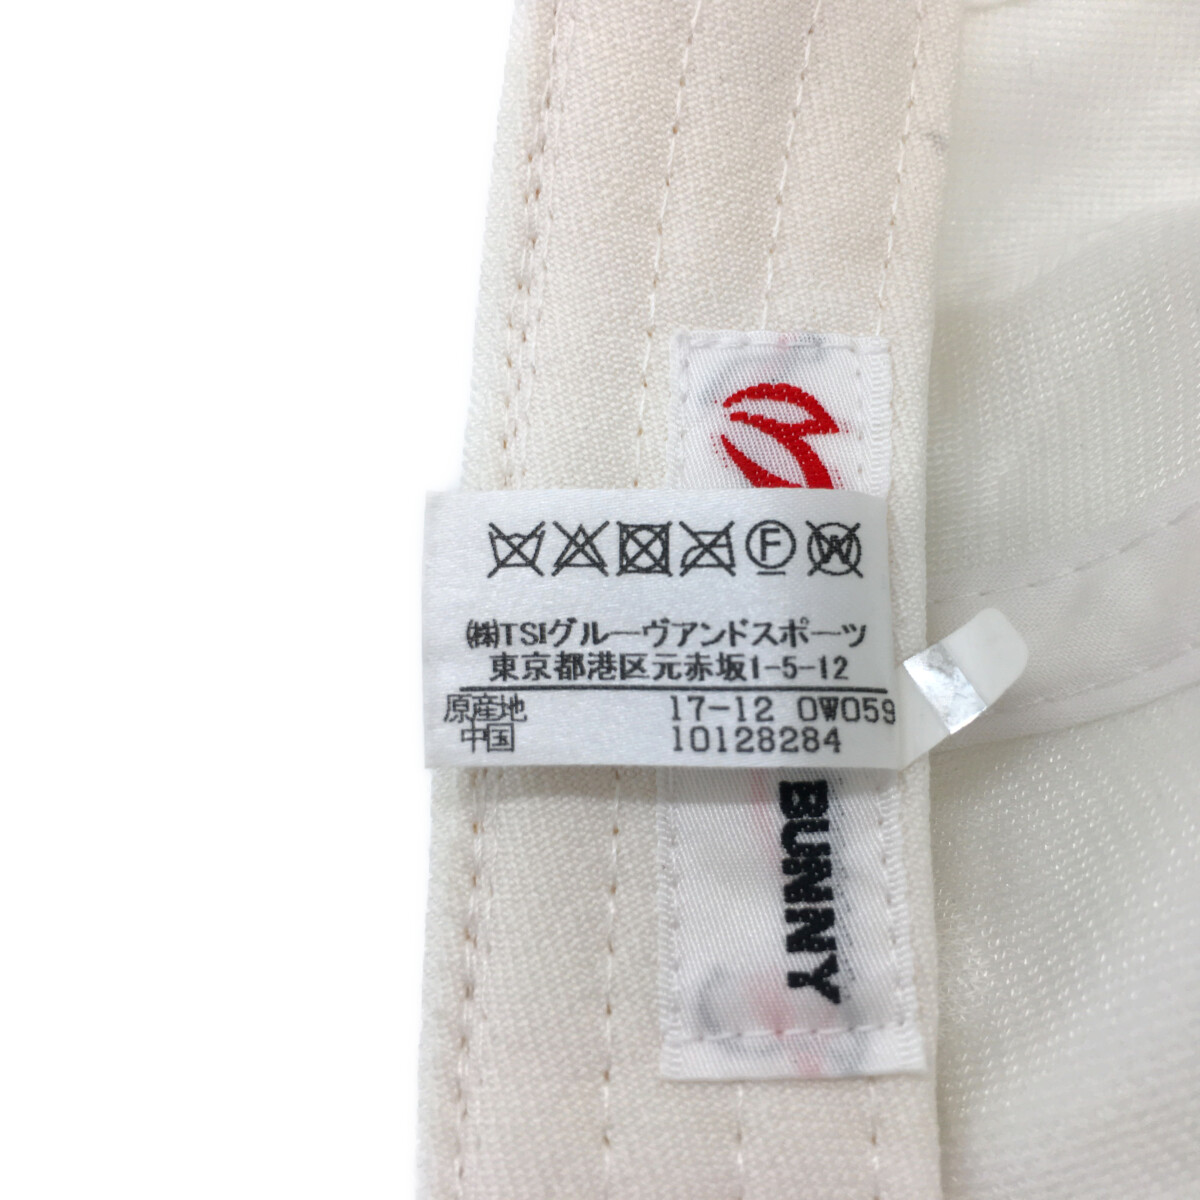 F W
㈱TSIグルーヴアンドスポーツ
東京都港区元赤坂1-5-12
原産地 17-12 0W059
中国 10128284
BUNNY